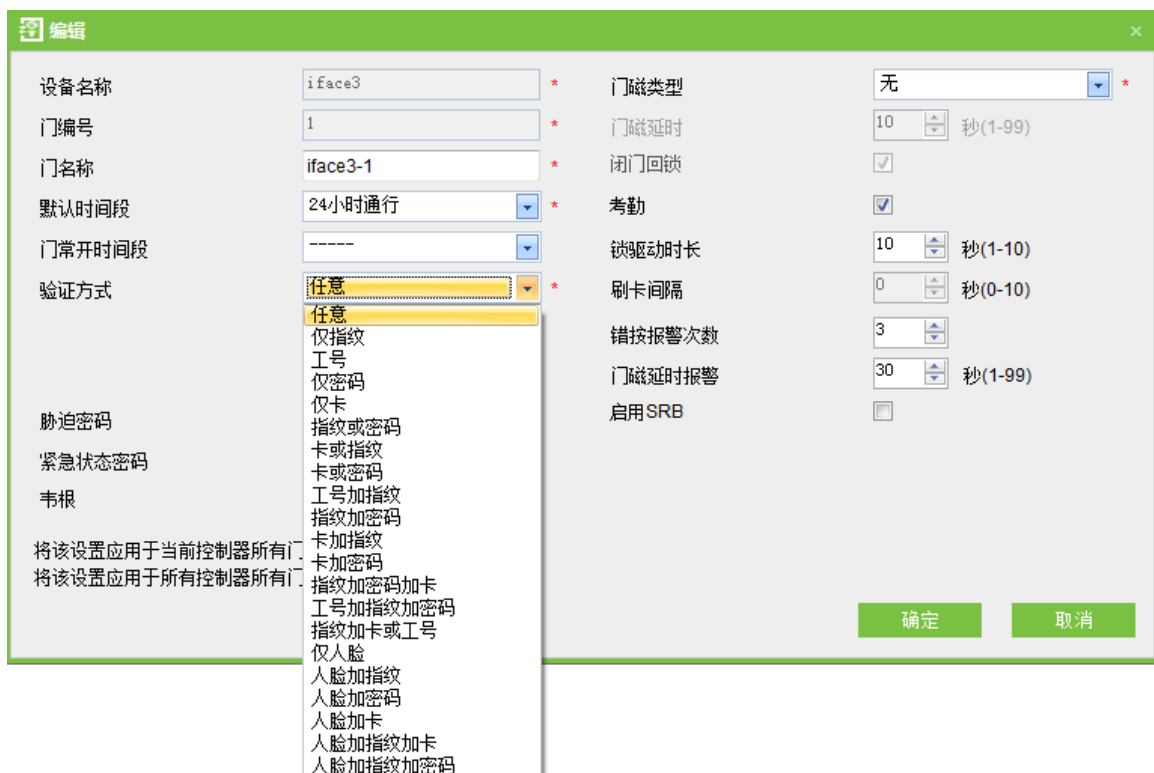 编辑
×
设备名称 iface3 *
门编号 1 *
门名称 iface3-1 *
默认时间段 24小时通行 *
门常开时间段 -----
验证方式 任意 *
任意
仅指纹
工号
仅密码
仅卡
指纹或密码
卡或指纹
卡或密码
工号加指纹
指纹加密码
卡加指纹
卡加密码
指纹加密码加卡
工号加指纹加密码
指纹加卡或工号
仅人脸
人脸加指纹
人脸加密码
人脸加卡
人脸加指纹加卡
人脸加指纹加密码
胁迫密码
紧急状态密码
韦根
将该设置应用于当前控制器所有门
将该设置应用于所有控制器所有门
门磁类型 无 *
门磁延时 10 秒(1-99)
闭门回锁
考勤
锁驱动时长 10 秒(1-10)
刷卡间隔 0 秒(0-10)
错按报警次数 3
门磁延时报警 30 秒(1-99)
启用SRB
确定 取消